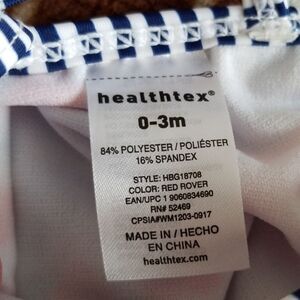 healthtex®
0-3m
84% POLYESTER / POLIÉSTER
16% SPANDEX
STYLE: HBG18708
COLOR: RED ROVER
EAN/UPC 1 9060834690
RN# 52469
CPSIA#WM1203-0917
MADE IN / HECHO
EN CHINA
healthtex.com